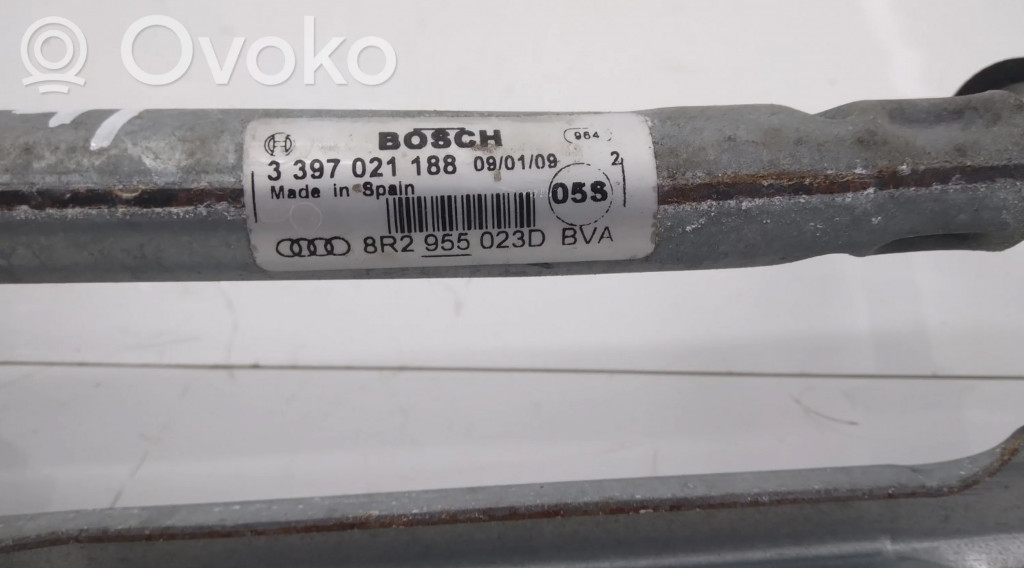 Ovoko
BOSCH
964
3 397 021 188 09/01/09
2
Made in Spain
05S
8R2 955 023D BVA